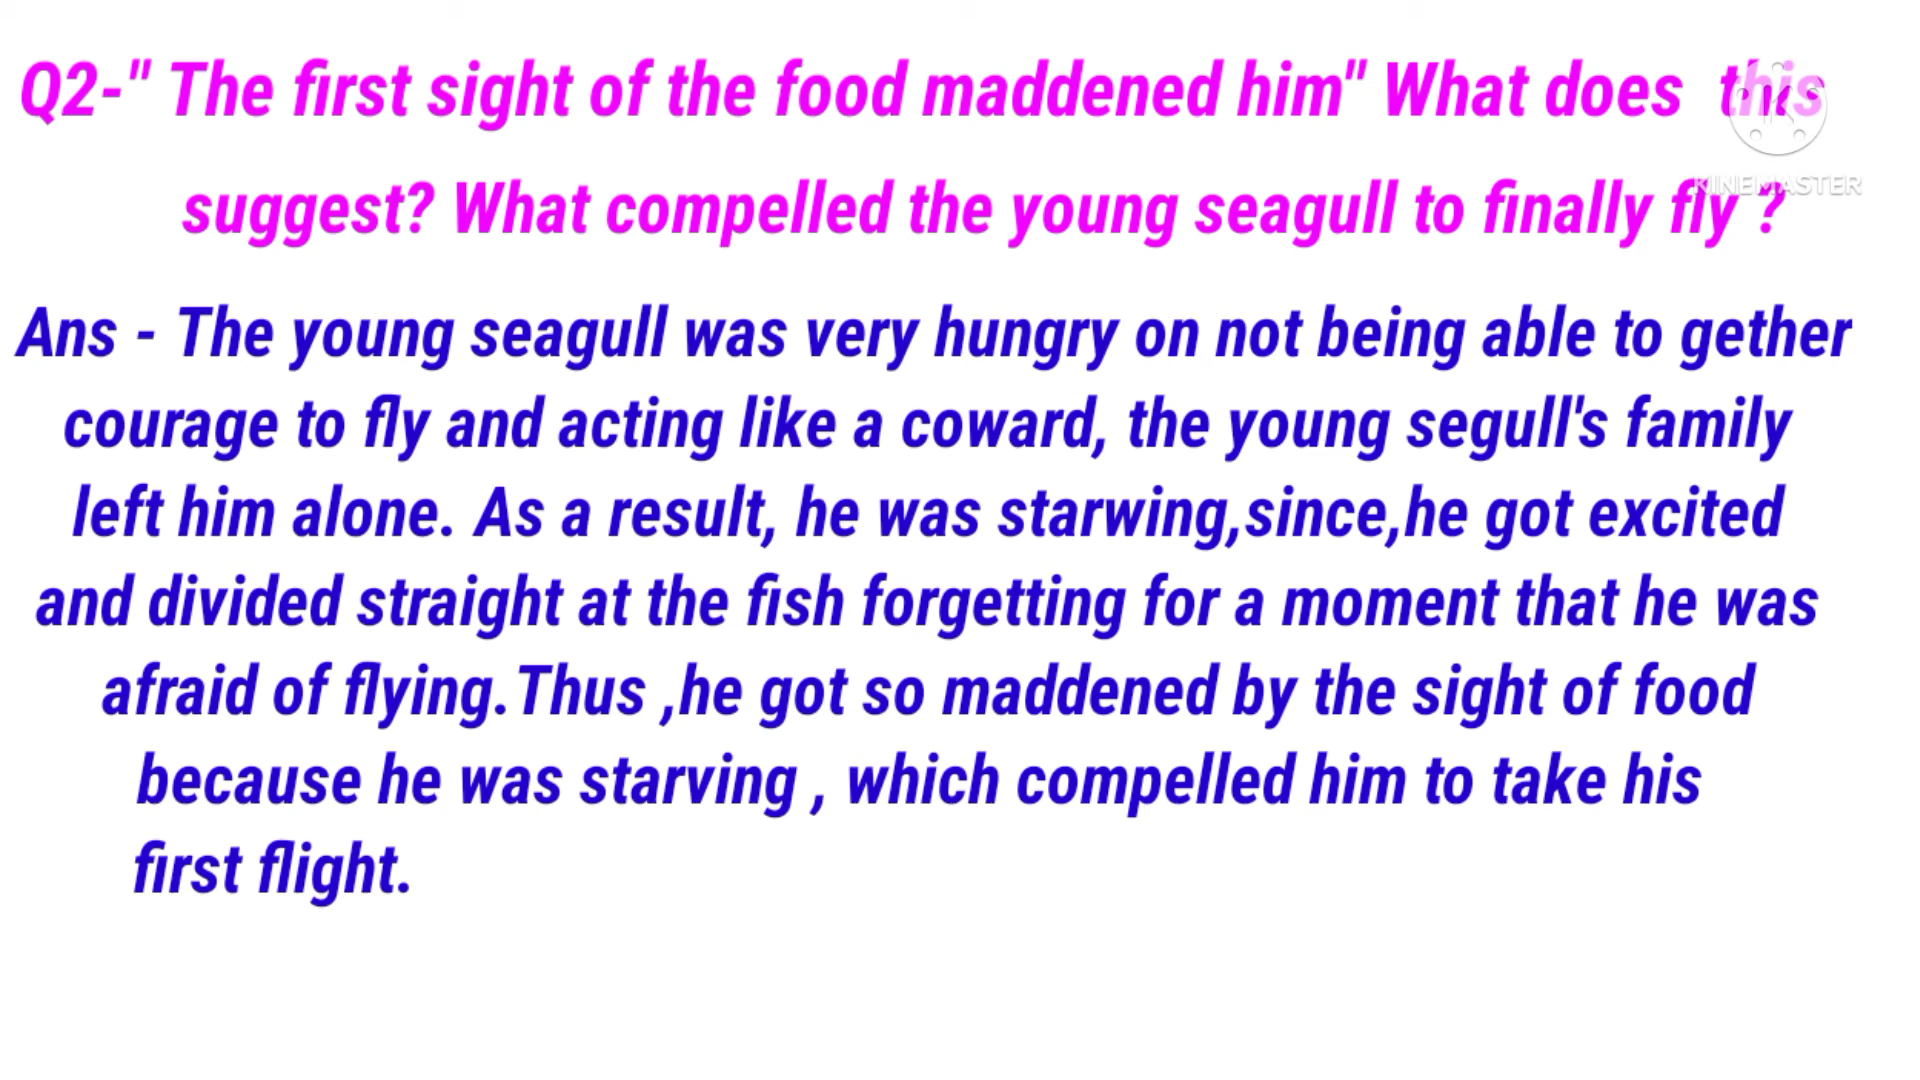 Q2-" The first sight of the food maddened him" What does this
suggest? What compelled the young seagull to finally fly ?
KINEMASTER
Ans - The young seagull was very hungry on not being able to gether
courage to fly and acting like a coward, the young segull's family
left him alone. As a result, he was starwing,since,he got excited
and divided straight at the fish forgetting for a moment that he was
afraid of flying.Thus ,he got so maddened by the sight of food
because he was starving , which compelled him to take his
first flight.